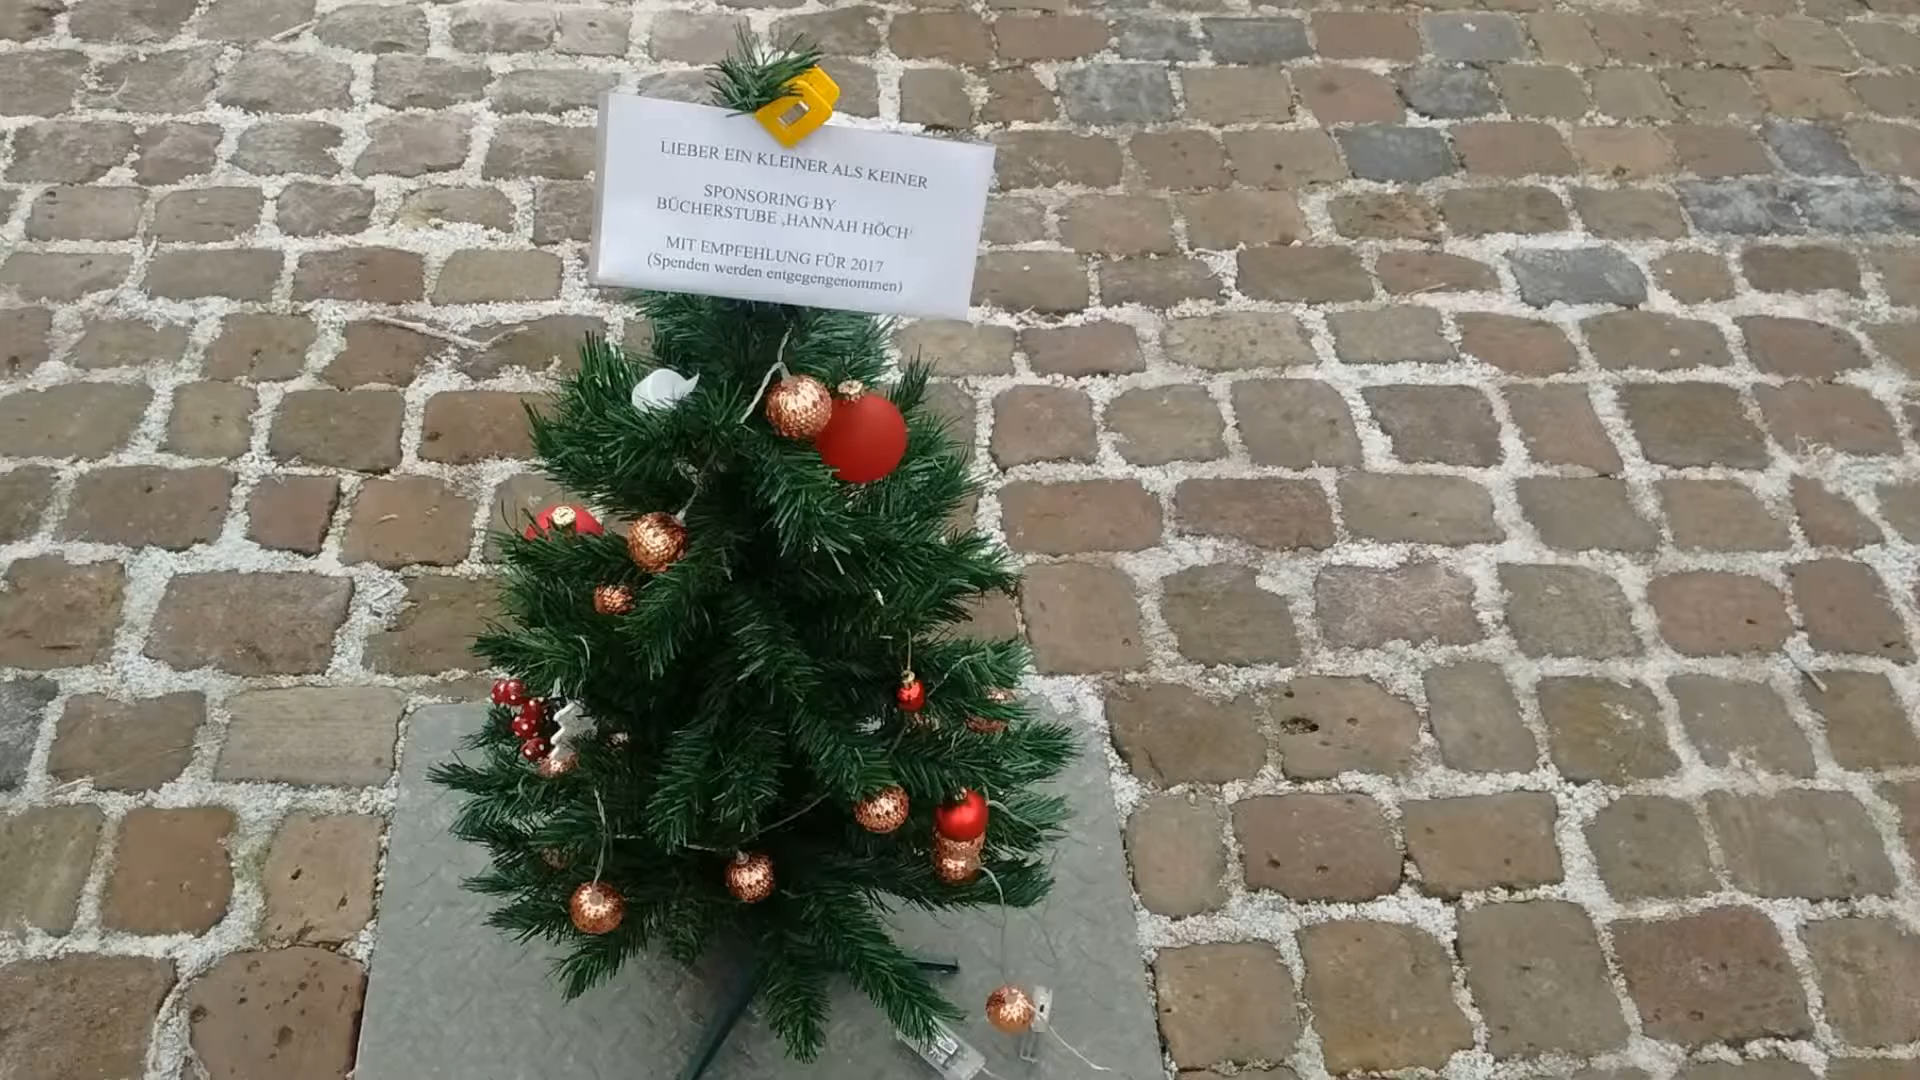 LIEBER EIN KLEINER ALS KEINER
SPONSORING BY
BÜCHERSTUBE ‚HANNAH HÖCH‘
MIT EMPFEHLUNG FÜR 2017
(Spenden werden entgegengenommen)